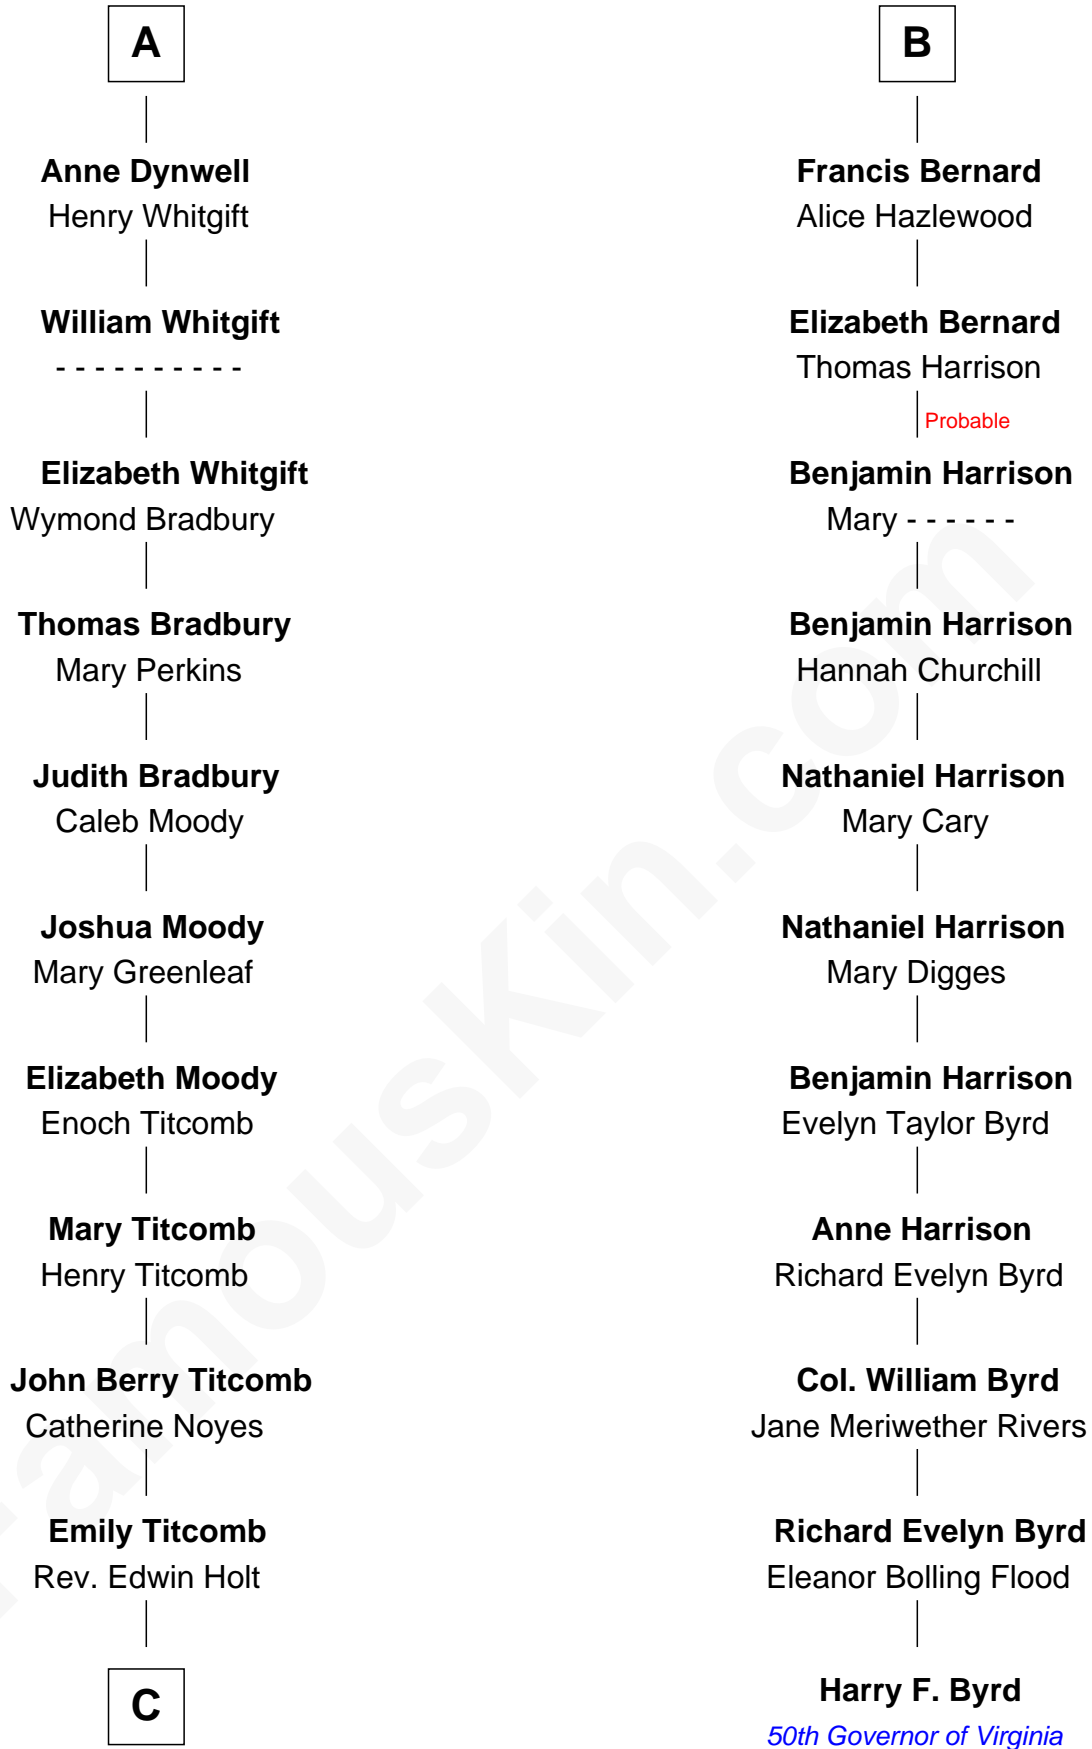 A
Anne Dynwell
Henry Whitgift
William Whitgift
- - - - - - - - - -
Elizabeth Whitgift
Wymond Bradbury
Thomas Bradbury
Mary Perkins
Judith Bradbury
Caleb Moody
Joshua Moody
Mary Greenleaf
Elizabeth Moody
Enoch Titcomb
Mary Titcomb
Henry Titcomb
John Berry Titcomb
Catherine Noyes
Emily Titcomb
Rev. Edwin Holt
C
B
Francis Bernard
Alice Hazlewood
Elizabeth Bernard
Thomas Harrison
Probable
Benjamin Harrison
Mary - - - - - -
Benjamin Harrison
Hannah Churchill
Nathaniel Harrison
Mary Cary
Nathaniel Harrison
Mary Digges
Benjamin Harrison
Evelyn Taylor Byrd
Anne Harrison
Richard Evelyn Byrd
Col. William Byrd
Jane Meriwether Rivers
Richard Evelyn Byrd
Eleanor Bolling Flood
Harry F. Byrd
50th Governor of Virginia
FamousKin.com